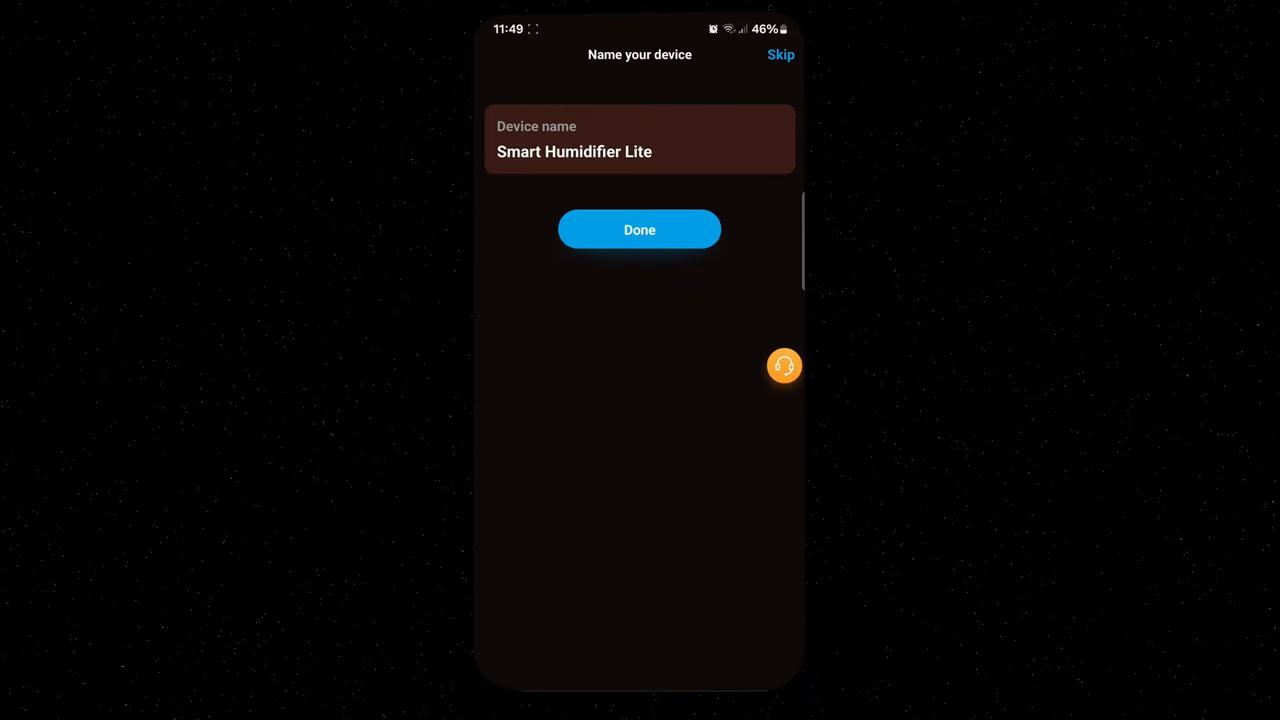 11:49
46%
Name your device
Skip
Device name
Smart Humidifier Lite
Done